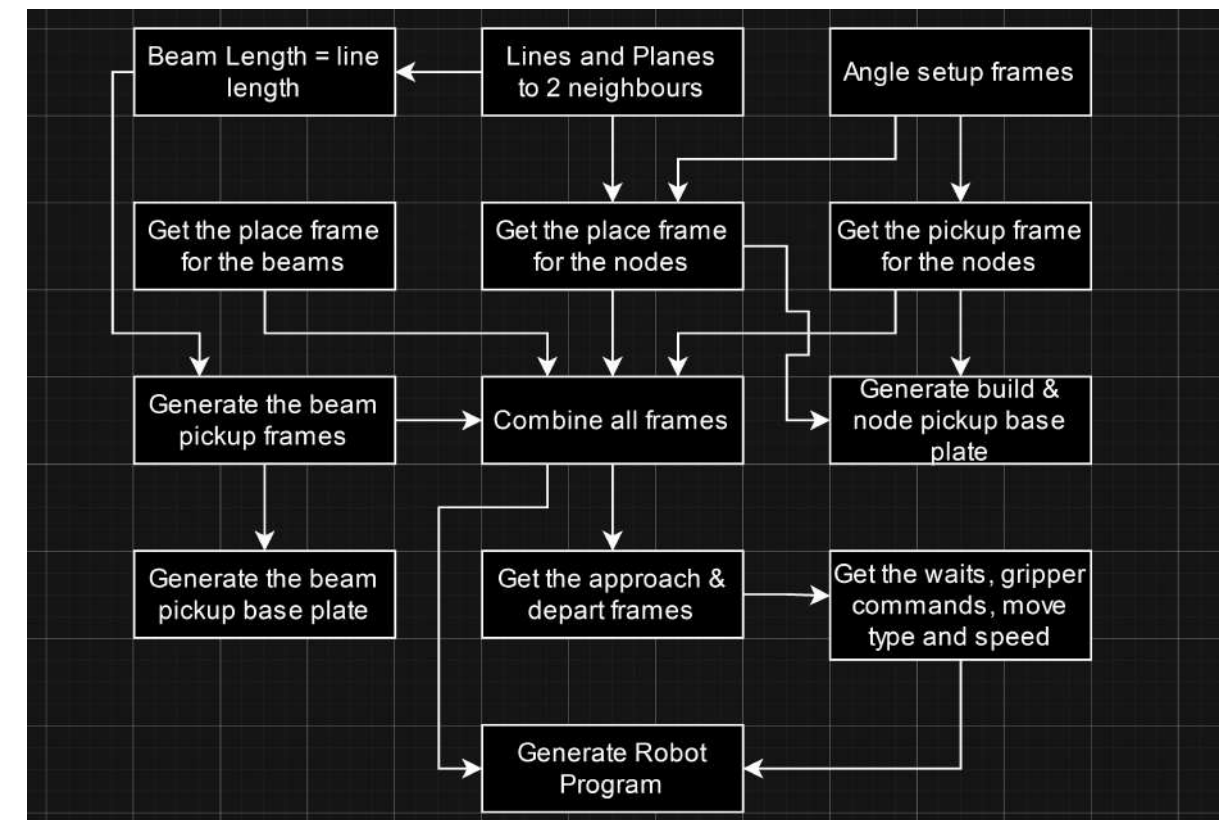 Beam Length = line
length
Lines and Planes
to 2 neighbours
Angle setup frames
Get the place frame
for the beams
Get the place frame
for the nodes
Get the pickup frame
for the nodes
Generate the beam
pickup frames
Combine all frames
Generate build &
node pickup base
plate
Generate the beam
pickup base plate
Get the approach &
depart frames
Get the waits, gripper
commands, move
type and speed
Generate Robot
Program